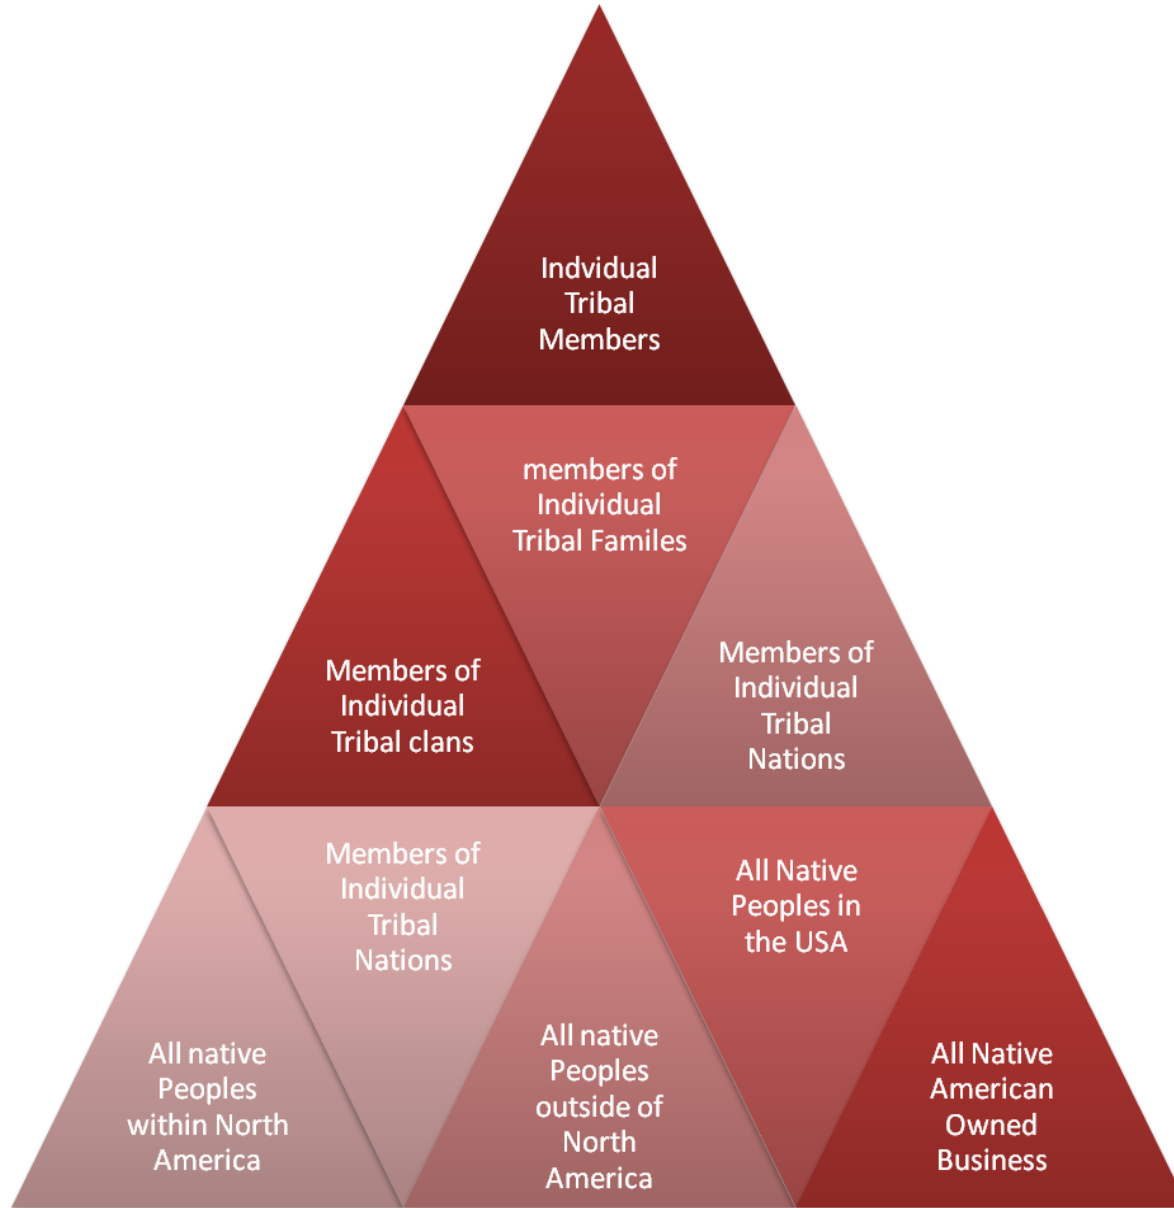 Indvidual
Tribal
Members
members of
Individual
Tribal Familes
Members of
Individual
Tribal clans
Members of
Individual
Tribal
Nations
All native
Peoples
within North
America
Members of
Individual
Tribal
Nations
All native
Peoples
outside of
North
America
All Native
Peoples in
the USA
All Native
American
Owned
Business